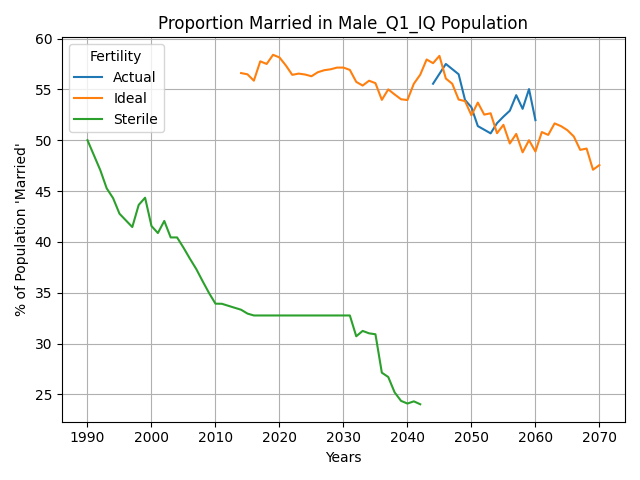 Proportion Married in Male_Q1_IQ Population
% of Population 'Married'
60
55
50
45
40
35
30
25
Fertility
Actual
Ideal
Sterile
1990 2000 2010 2020 2030 2040 2050 2060 2070
Years